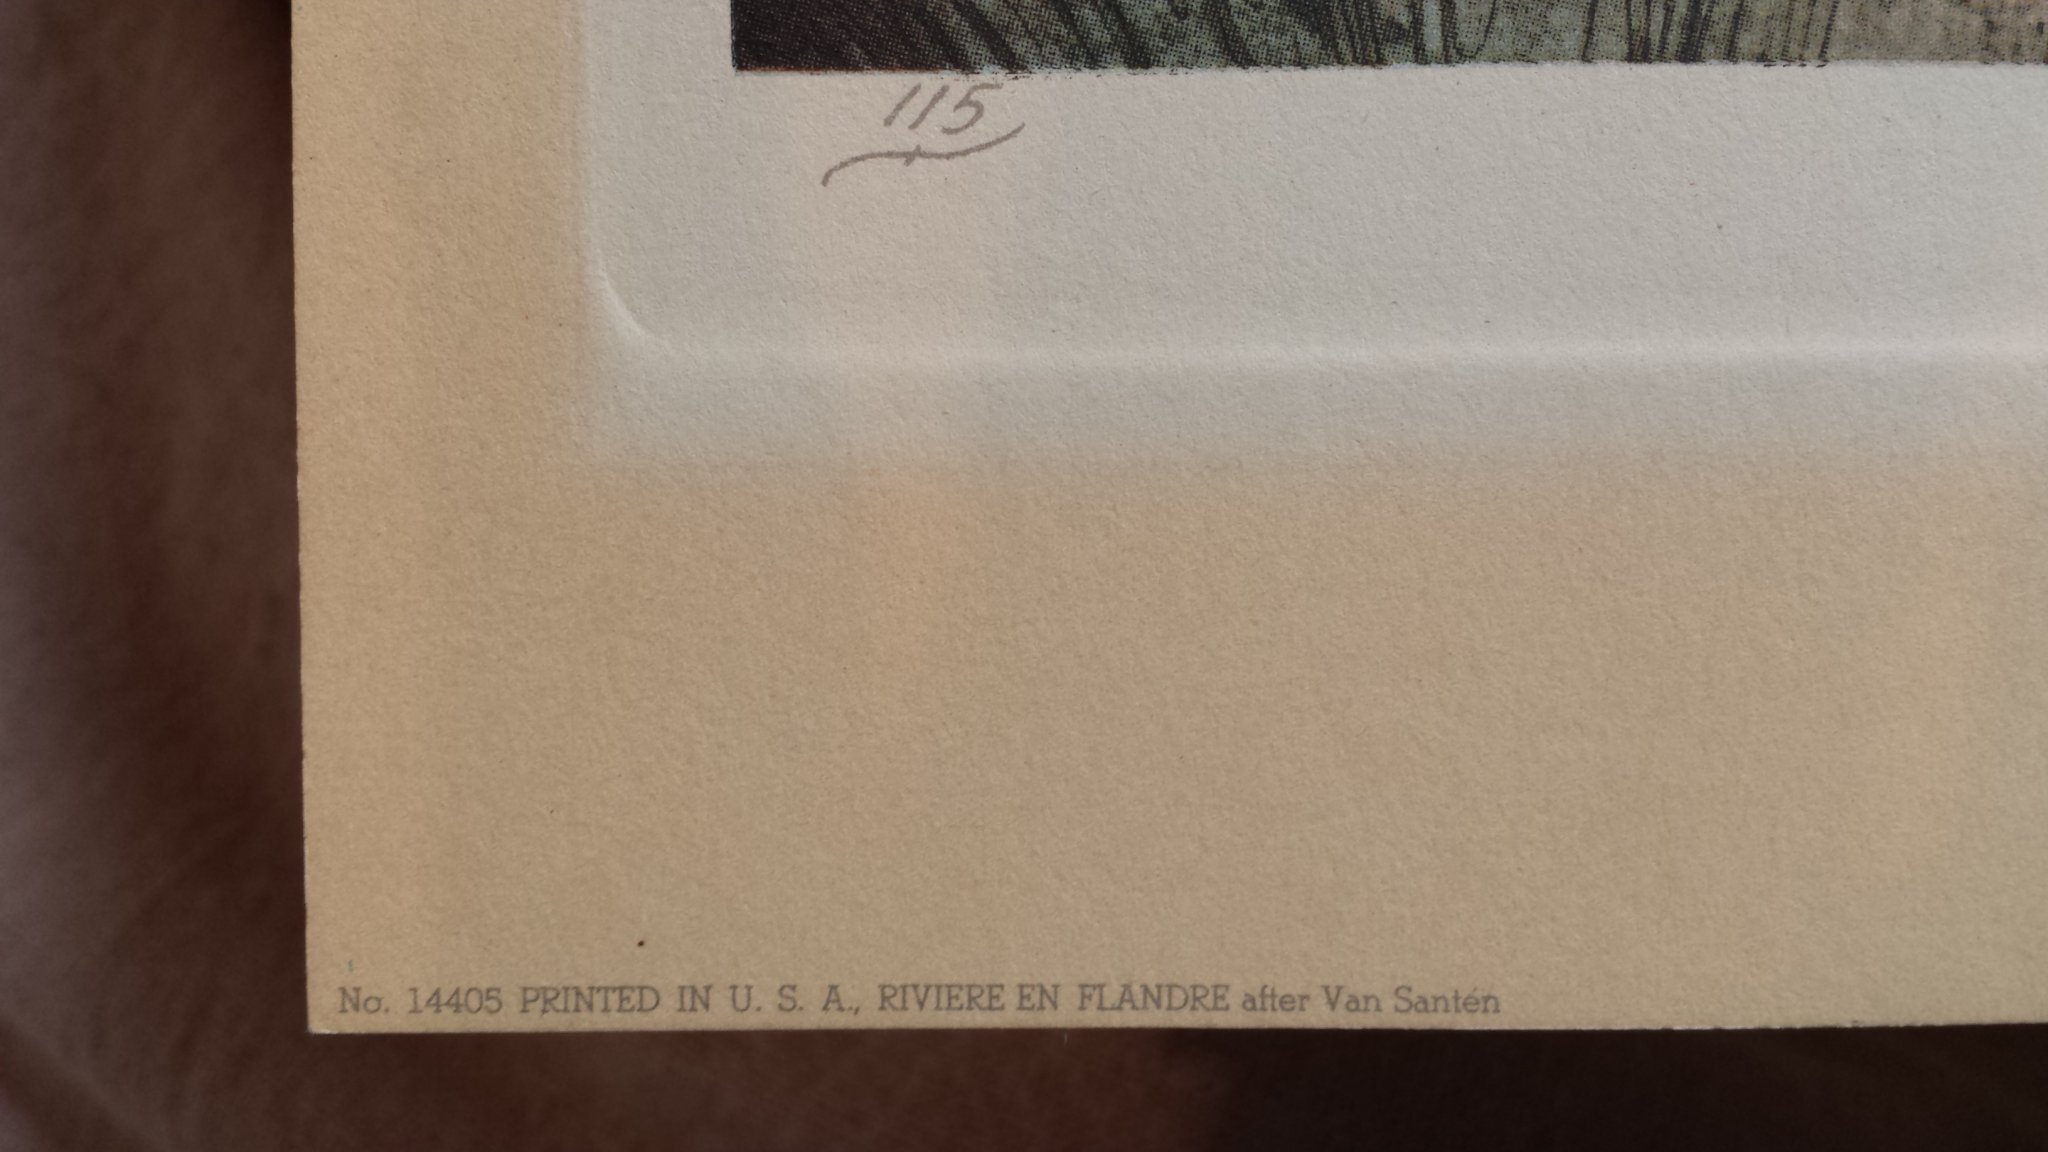 115
No. 14405 PRINTED IN U. S. A., RIVIERE EN FLANDRE after Van Santén